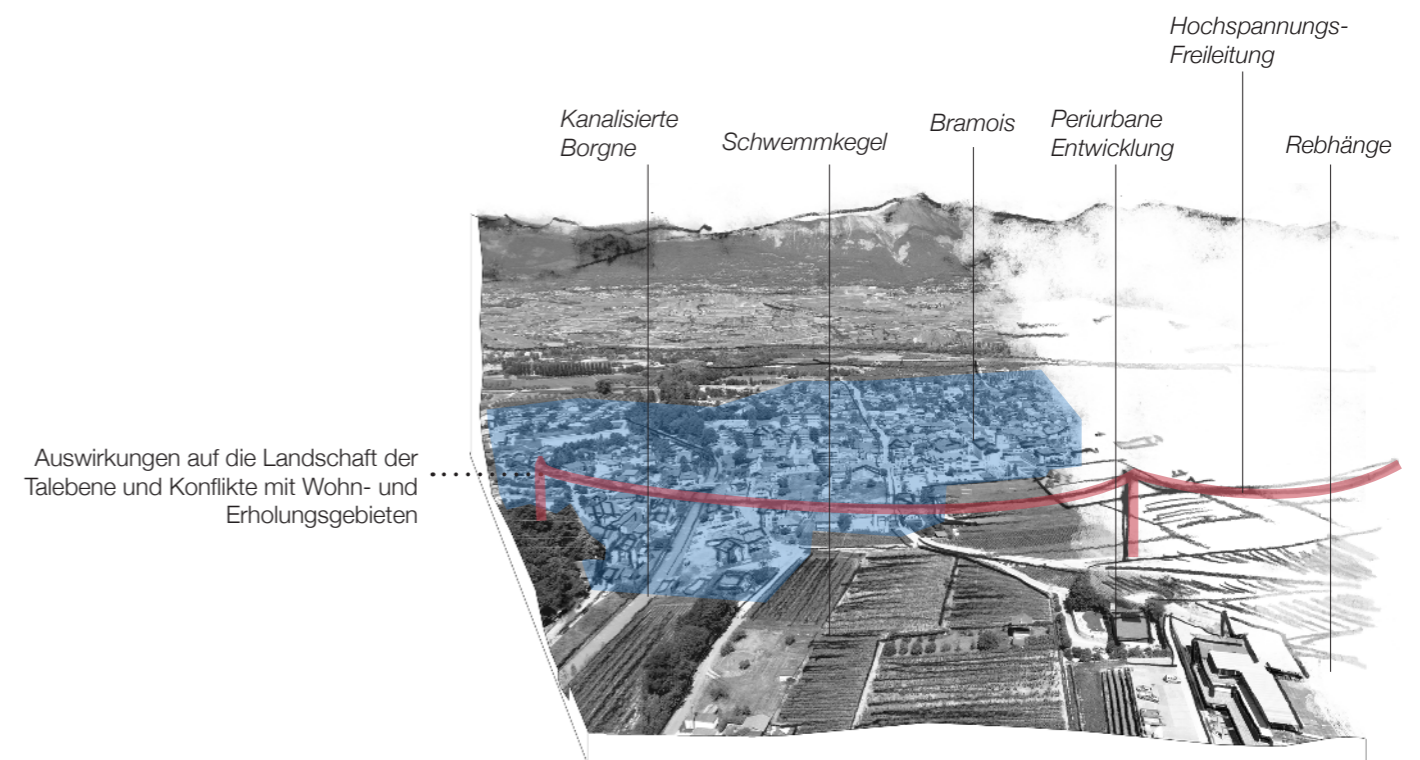 Hochspannungs-
Freileitung
Kanalisierte
Borgne
Schwemmkegel
Bramois
Periurbane
Entwicklung
Rebhänge
Auswirkungen auf die Landschaft der
Talebene und Konflikte mit Wohn- und
Erholungsgebieten